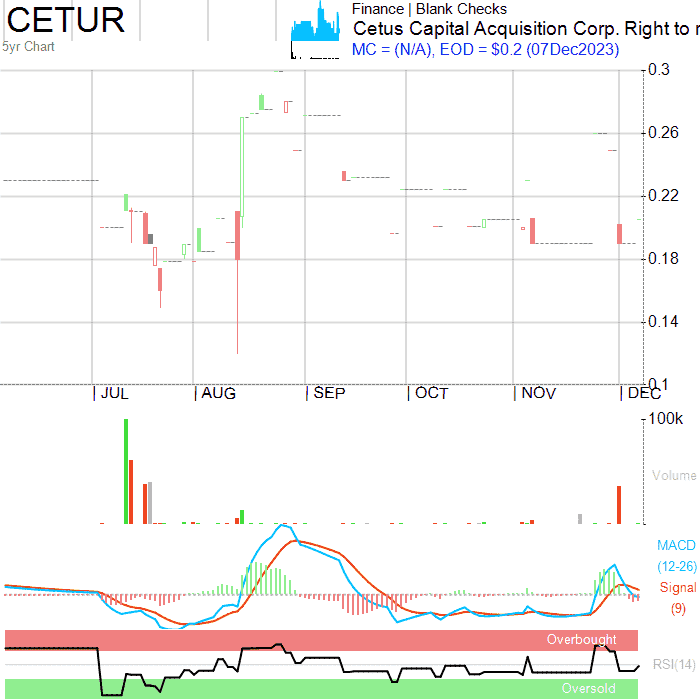 CETUR
5yr Chart
Finance | Blank Checks
Cetus Capital Acquisition Corp. Right to r
MC = (N/A), EOD = $0.2 (07Dec2023)
0.3
0.26
0.22
0.18
0.14
0.1
| JUL | AUG | SEP | OCT | NOV | DEC
100k
Volume
MACD
(12-26)
Signal
(9)
Overbought
RSI(14)
Oversold